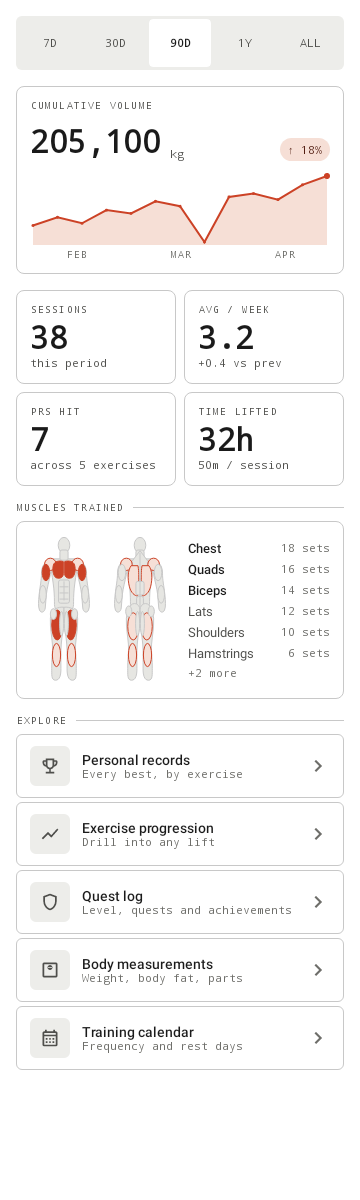 7D 30D 90D 1Y ALL
CUMULATIVE VOLUME
205,100 kg
↑ 18%
FEB MAR APR
SESSIONS
38
this period
AVG / WEEK
3.2
+0.4 vs prev
PRS HIT
7
across 5 exercises
TIME LIFTED
32h
50m / session
MUSCLES TRAINED
Chest 18 sets
Quads 16 sets
Biceps 14 sets
Lats 12 sets
Shoulders 10 sets
Hamstrings 6 sets
+2 more
EXPLORE
Personal records
Every best, by exercise
Exercise progression
Drill into any lift
Quest log
Level, quests and achievements
Body measurements
Weight, body fat, parts
Training calendar
Frequency and rest days